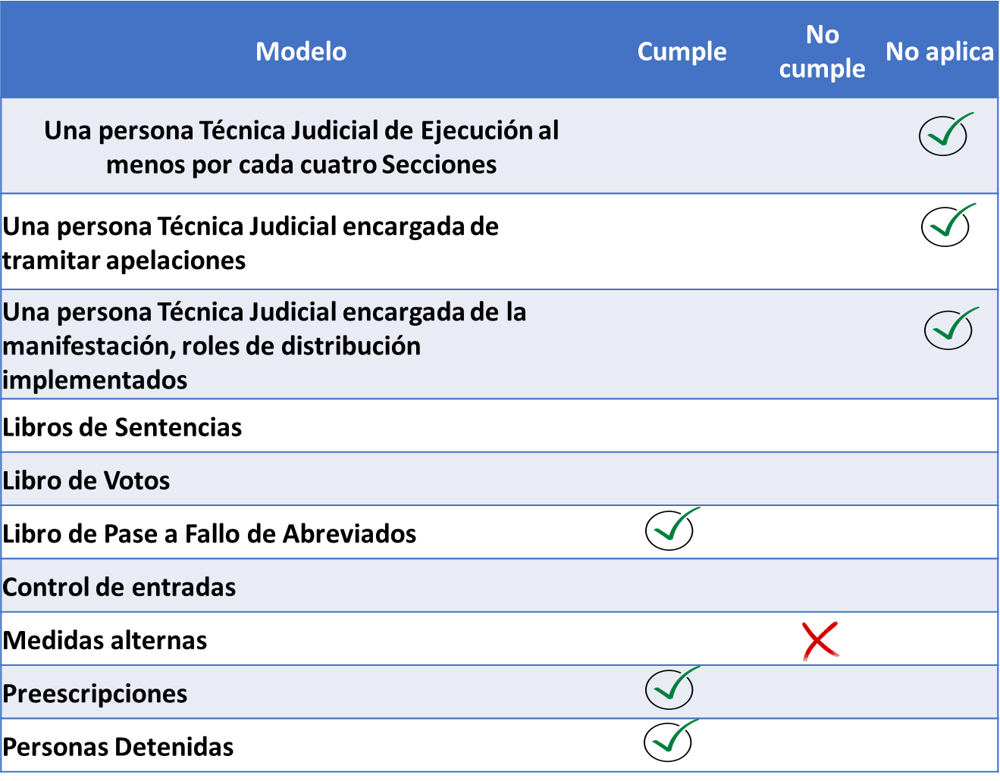 Modelo Cumple No cumple No aplica
Una persona Técnica Judicial de Ejecución al
menos por cada cuatro Secciones
Una persona Técnica Judicial encargada de
tramitar apelaciones
Una persona Técnica Judicial encargada de la
manifestación, roles de distribución
implementados
Libros de Sentencias
Libro de Votos
Libro de Pase a Fallo de Abreviados
Control de entradas
Medidas alternas
Preescripciones
Personas Detenidas